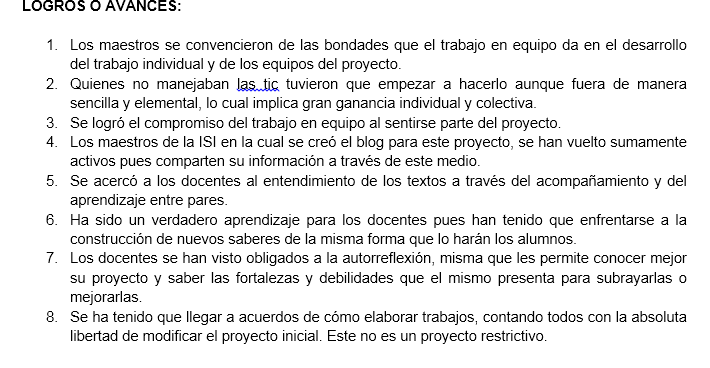 LOGROS O AVANCES:
1. Los maestros se convencieron de las bondades que el trabajo en equipo da en el desarrollo
del trabajo individual y de los equipos del proyecto.
2. Quienes no manejaban las tic tuvieron que empezar a hacerlo aunque fuera de manera
sencilla y elemental, lo cual implica gran ganancia individual y colectiva.
3. Se logró el compromiso del trabajo en equipo al sentirse parte del proyecto.
4. Los maestros de la ISI en la cual se creó el blog para este proyecto, se han vuelto sumamente
activos pues comparten su información a través de este medio.
5. Se acercó a los docentes al entendimiento de los textos a través del acompañamiento y del
aprendizaje entre pares.
6. Ha sido un verdadero aprendizaje para los docentes pues han tenido que enfrentarse a la
construcción de nuevos saberes de la misma forma que lo harán los alumnos.
7. Los docentes se han visto obligados a la autorreflexión, misma que les permite conocer mejor
su proyecto y saber las fortalezas y debilidades que el mismo presenta para subrayarlas o
mejorarlas.
8. Se ha tenido que llegar a acuerdos de cómo elaborar trabajos, contando todos con la absoluta
libertad de modificar el proyecto inicial. Este no es un proyecto restrictivo.